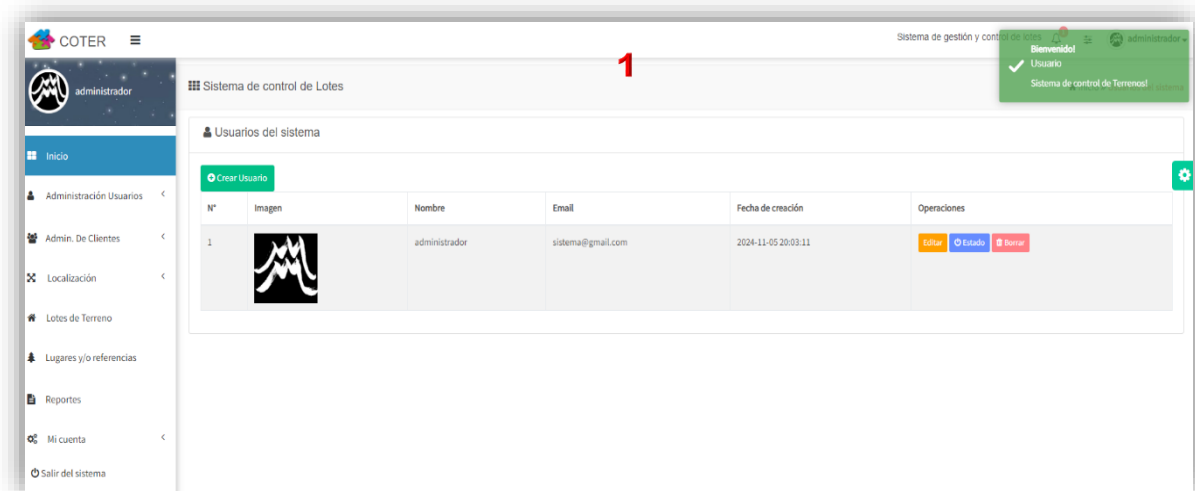 COTER
Sistema de gestión y control de lotes
administrador
Bienvenido!
Usuario
Sistema de control de Terrenos!
1
administrador
Sistema de control de Lotes
sistema
Usuarios del sistema
Inicio
Crear Usuario
Administración Usuarios
N° Imagen Nombre Email Fecha de creación Operaciones
1 administrador sistema@gmail.com 2024-11-05 20:03:11 Editar Estado Borrar
Admin. De Clientes
Localización
Lotes de Terreno
Lugares y/o referencias
Reportes
Mi cuenta
Salir del sistema